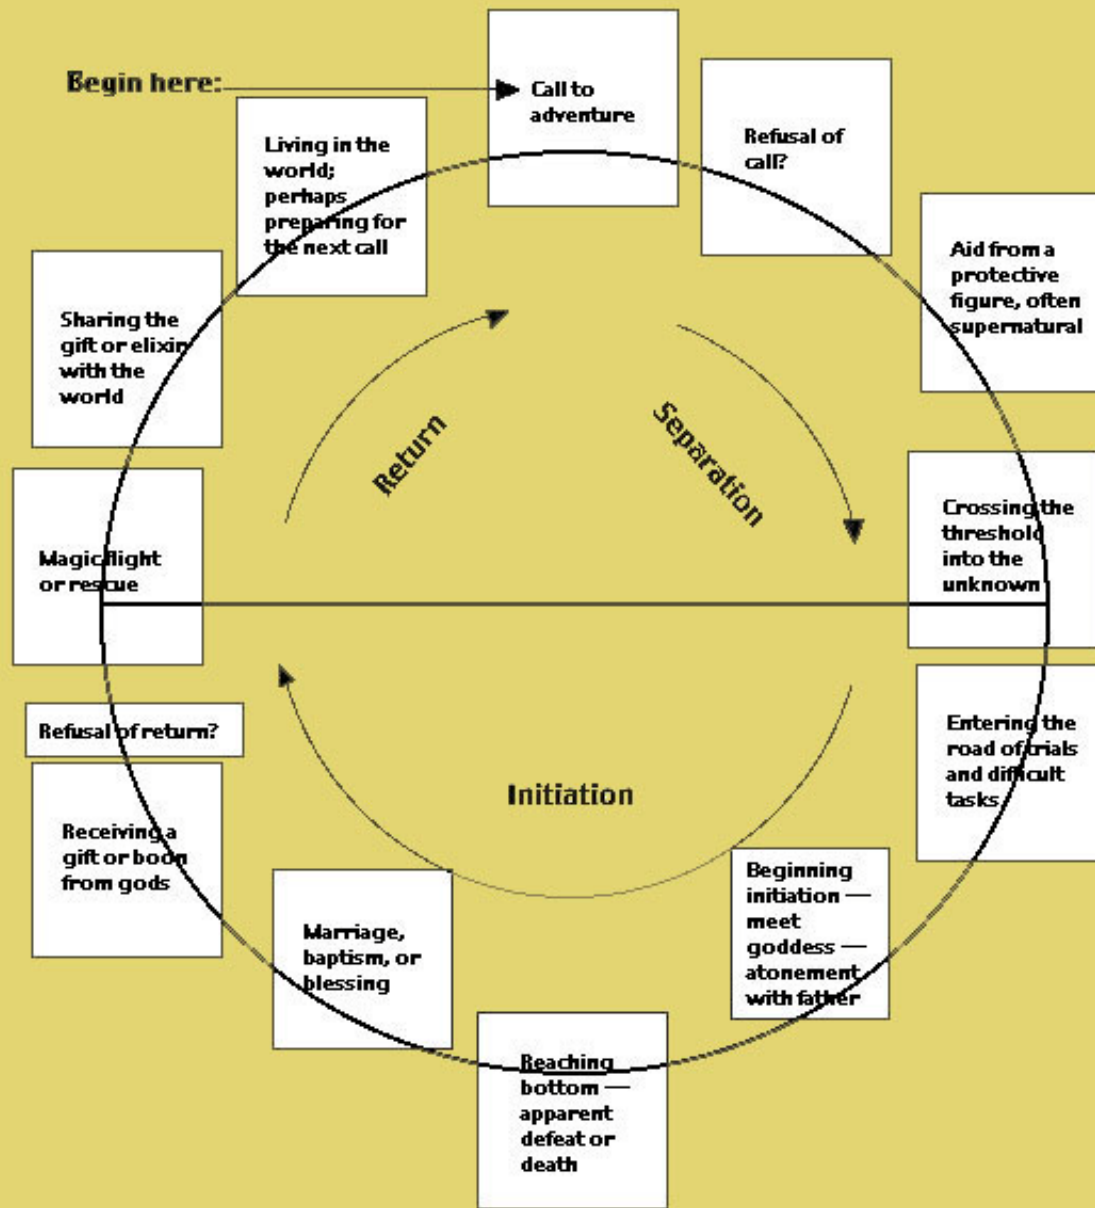 Begin here:
Call to
adventure
Refusal of
call?
Aid from a
protective
figure, often
supernatural
Crossing the
threshold
into the
unknown
Entering the
road of trials
and difficult
tasks
Beginning
initiation —
meet
goddess —
atonement
with father
Reaching
bottom —
apparent
defeat or
death
Marriage,
baptism, or
blessing
Receiving a
gift or boon
from gods
Refusal of return?
Magic flight
or rescue
Sharing the
gift or elixir
with the
world
Living in the
world;
perhaps
preparing for
the next call
Separation
Initiation
Return